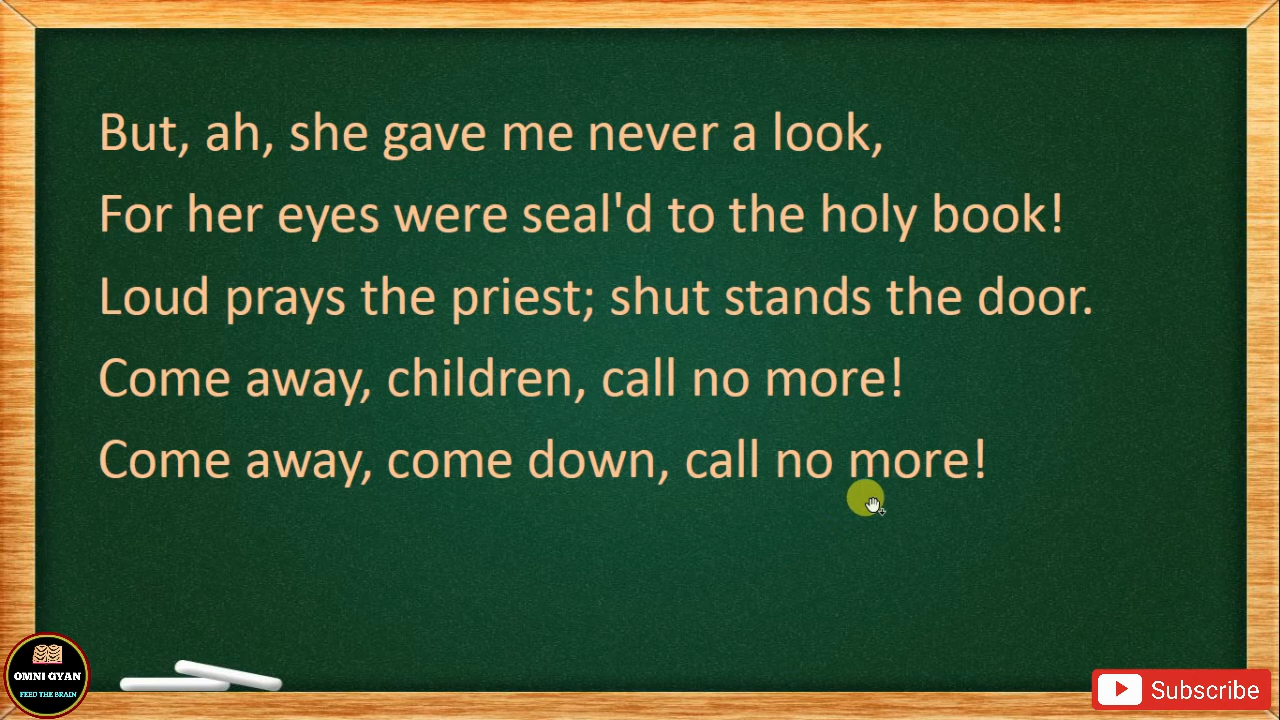 But, ah, she gave me never a look,
For her eyes were seal'd to the holy book!
Loud prays the priest; shut stands the door.
Come away, children, call no more!
Come away, come down, call no more!
OMNI GYAN
FEED THE BRAIN
Subscribe